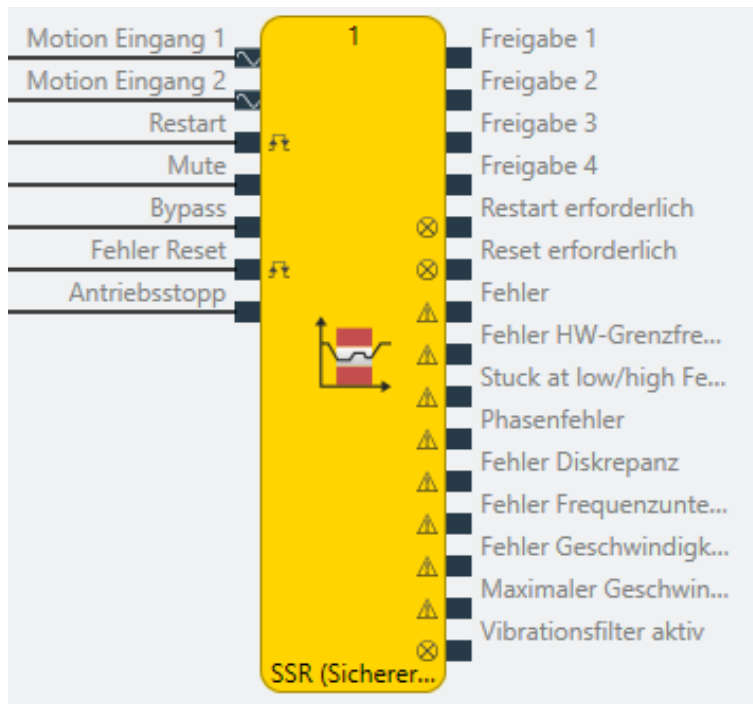 Motion Eingang 1
1
Freigabe 1
Motion Eingang 2
Freigabe 2
Restart
Freigabe 3
Mute
Freigabe 4
Bypass
Restart erforderlich
Fehler Reset
Reset erforderlich
Antriebsstopp
Fehler
Fehler HW-Grenzfre...
Stuck at low/high Fe...
Phasenfehler
Fehler Diskrepanz
Fehler Frequenzunte...
Fehler Geschwindigk...
Maximaler Geschwin...
Vibrationsfilter aktiv
SSR (Sicherer...